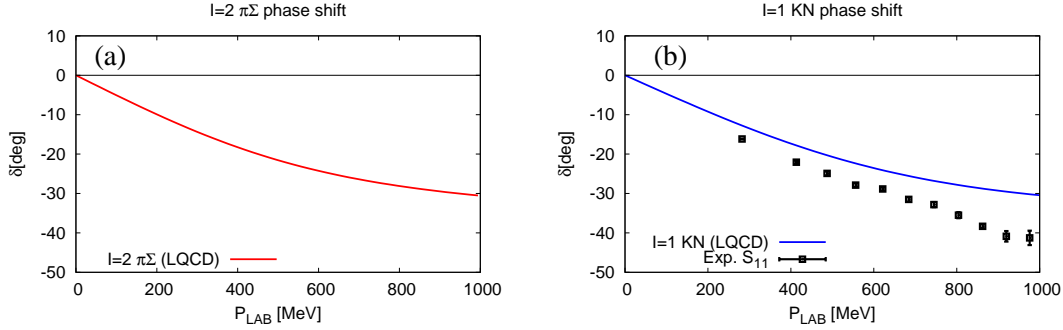 I=2 πΣ phase shift
(a)
10
0
-10
-20
-30
-40
-50
δ[deg]
I=2 πΣ (LQCD)
0 200 400 600 800 1000
P_LAB [MeV]
I=1 KN phase shift
(b)
10
0
-10
-20
-30
-40
-50
δ[deg]
I=1 KN (LQCD)
Exp. S_11
0 200 400 600 800 1000
P_LAB [MeV]